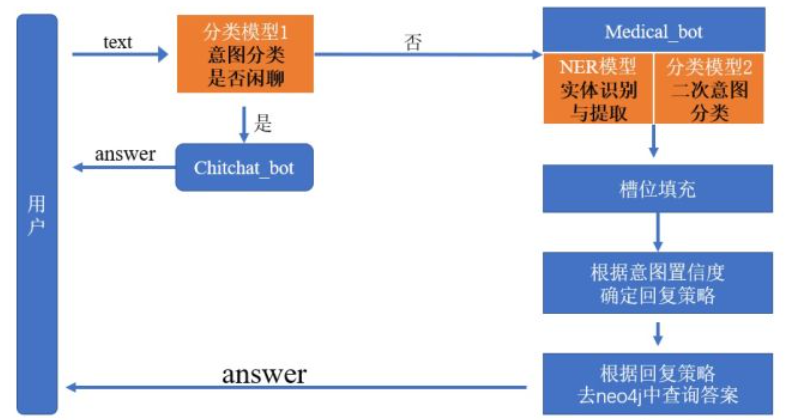 用户
text
分类模型1
意图分类
是否闲聊
否
是
answer
Chitchat_bot
Medical_bot
NER模型
实体识别
与提取
分类模型2
二次意图
分类
槽位填充
根据意图置信度
确定回复策略
根据回复策略
去neo4j中查询答案
answer